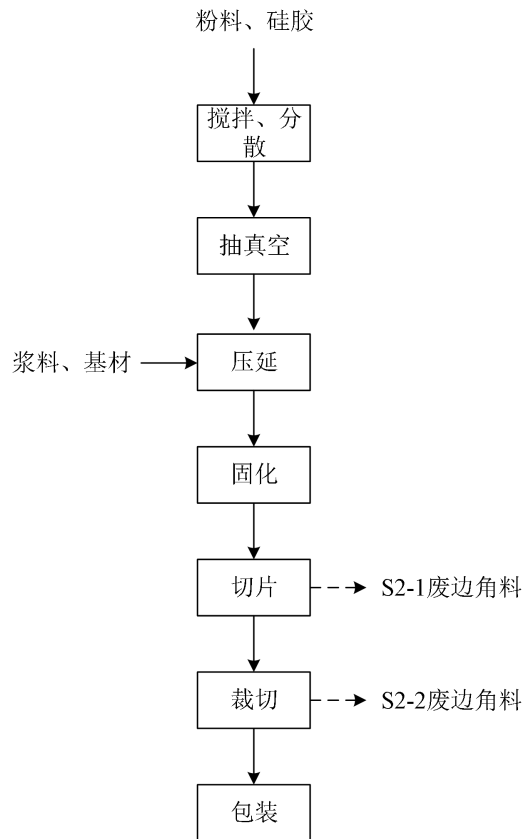 粉料、硅胶
搅拌、分
散
抽真空
浆料、基材
压延
固化
切片
S2-1废边角料
裁切
S2-2废边角料
包装